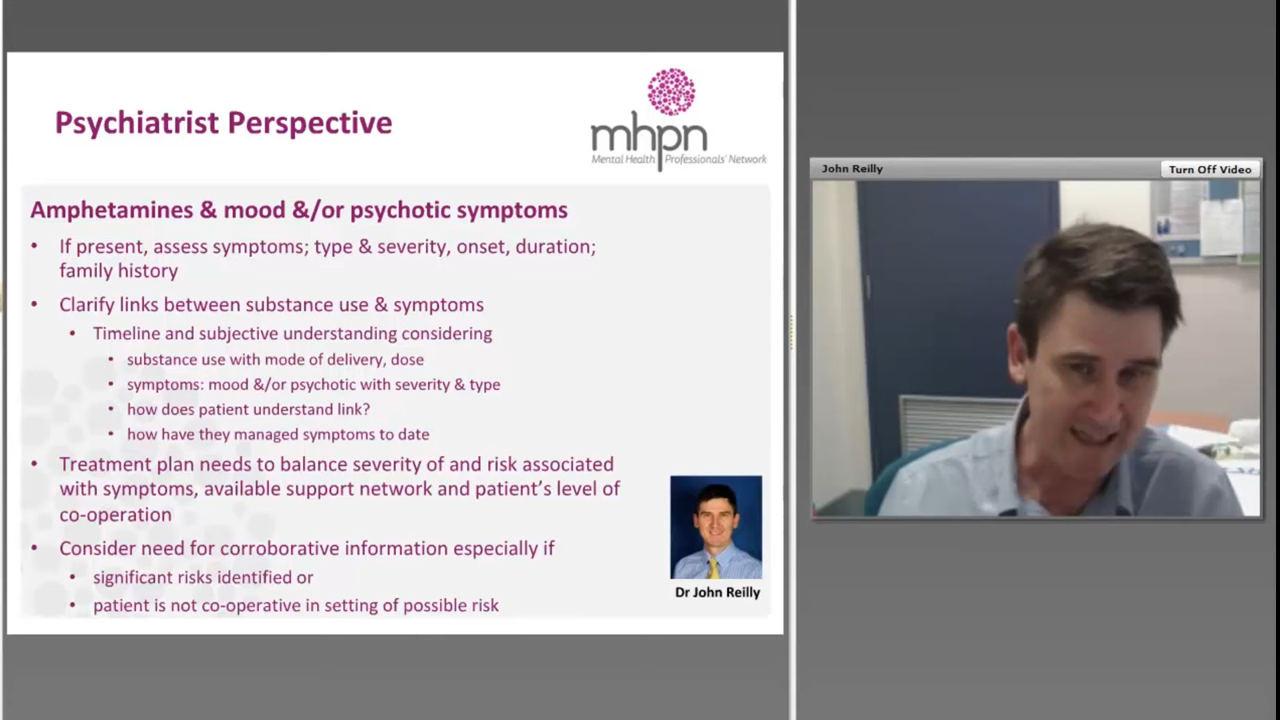 Psychiatrist Perspective
mhpn
Mental Health Professionals' Network
Amphetamines & mood &/or psychotic symptoms
• If present, assess symptoms; type & severity, onset, duration;
family history
• Clarify links between substance use & symptoms
• Timeline and subjective understanding considering
• substance use with mode of delivery, dose
• symptoms: mood &/or psychotic with severity & type
• how does patient understand link?
• how have they managed symptoms to date
• Treatment plan needs to balance severity of and risk associated
with symptoms, available support network and patient's level of
co-operation
• Consider need for corroborative information especially if
• significant risks identified or
• patient is not co-operative in setting of possible risk
Dr John Reilly
John Reilly
Turn Off Video